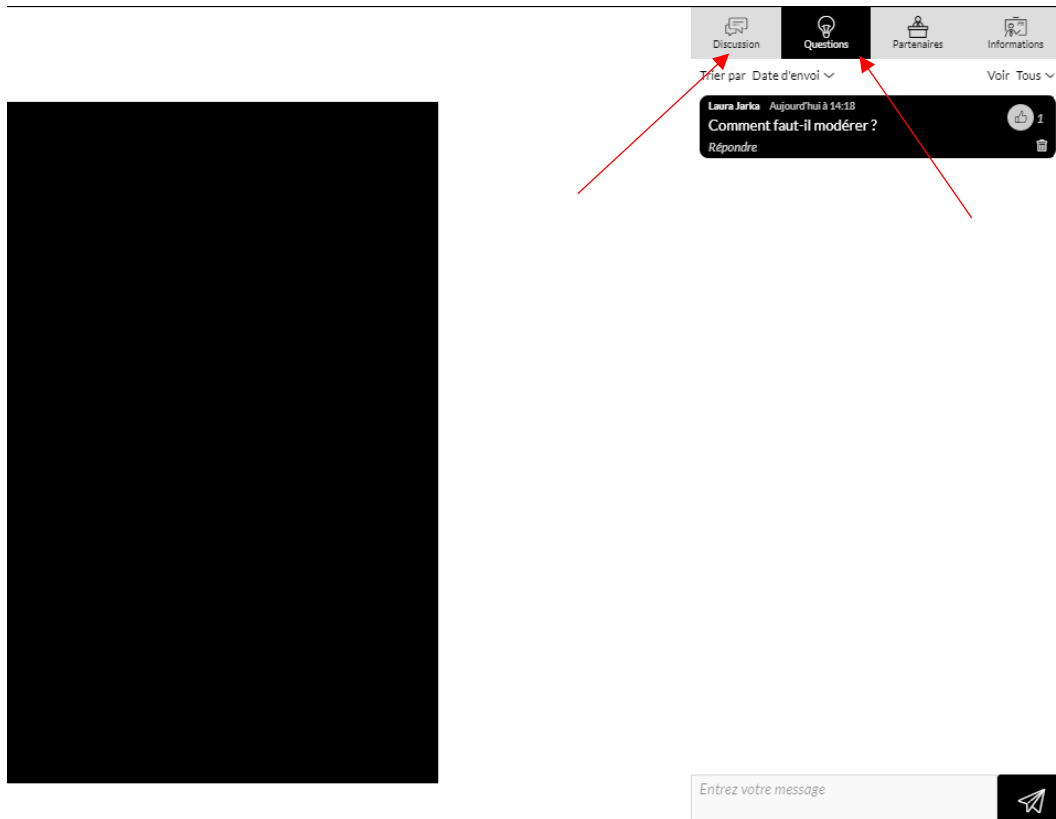 Discussion Questions Partenaires Informations
Trier par Date d'envoi Voir Tous
Laura Jarka Aujourd'hui à 14:18
Comment faut-il modérer ?
1
Répondre
Entrez votre message